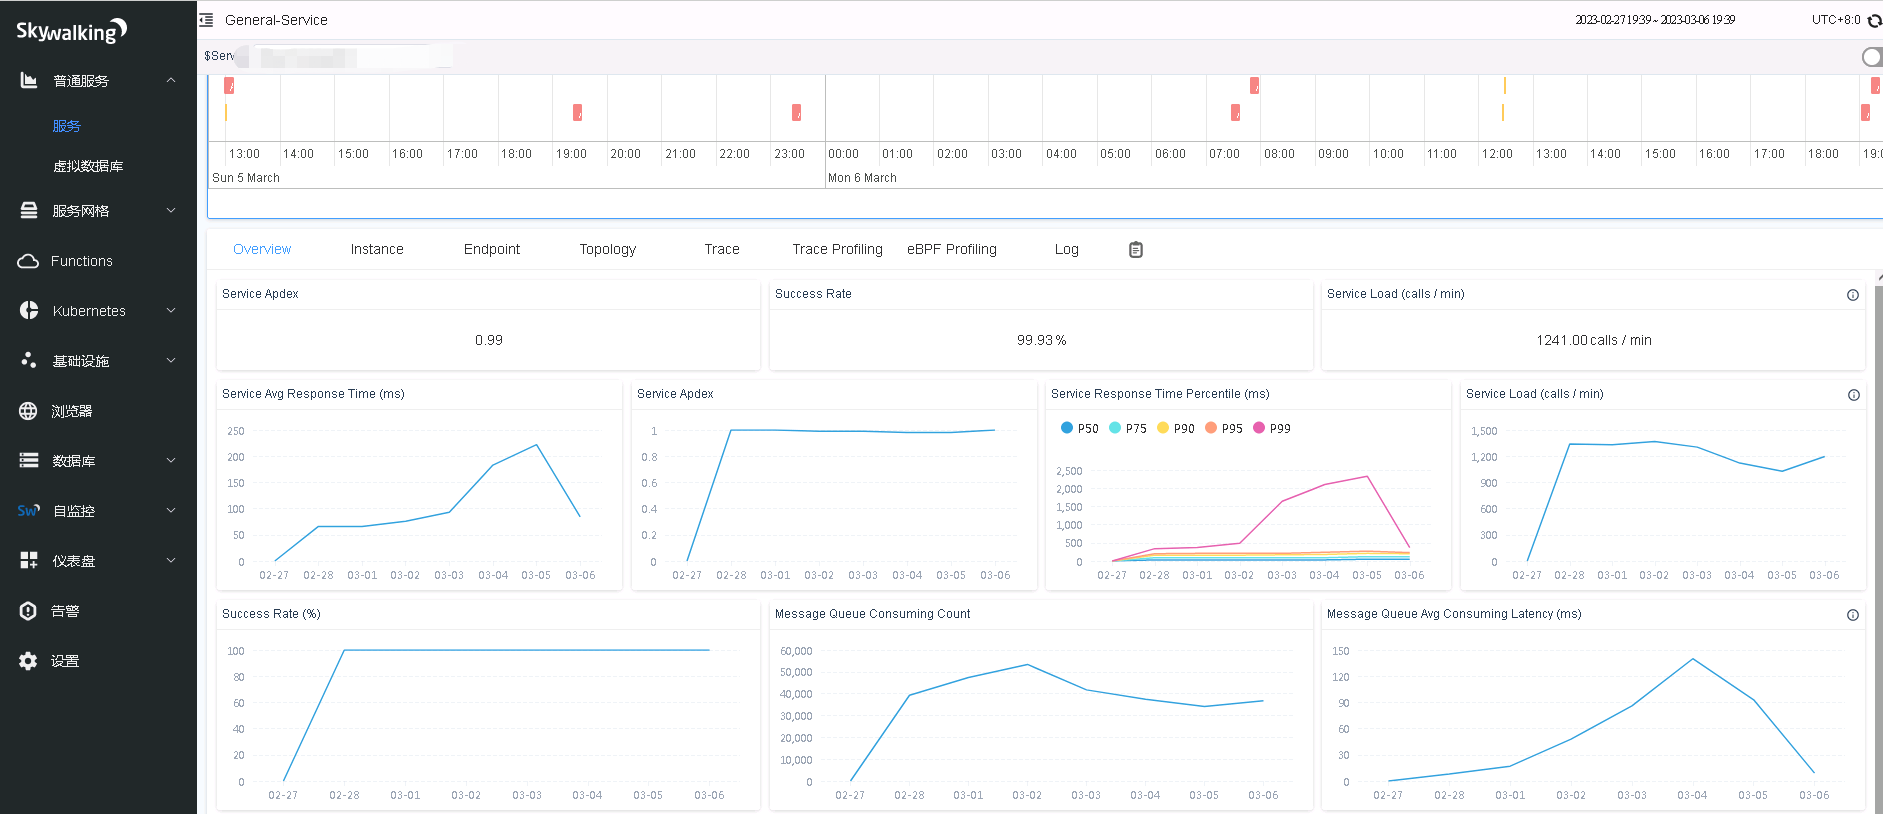 Skywalking
General-Service
2023-02-27 19:39 ~ 2023-03-06 19:39
UTC+8:0
$Serv
普通服务
服务
虚拟数据库
服务网格
Functions
Kubernetes
基础设施
浏览器
数据库
Sw 自监控
仪表盘
告警
设置
13:00 14:00 15:00 16:00 17:00 18:00 19:00 20:00 21:00 22:00 23:00 00:00 01:00 02:00 03:00 04:00 05:00 06:00 07:00 08:00 09:00 10:00 11:00 12:00 13:00 14:00 15:00 16:00 17:00 18:00 19:0
Sun 5 March Mon 6 March
Overview Instance Endpoint Topology Trace Trace Profiling eBPF Profiling Log
Service Apdex
0.99
Success Rate
99.93 %
Service Load (calls / min)
1241.00 calls / min
Service Avg Response Time (ms)
250
200
150
100
50
0
02-27 02-28 03-01 03-02 03-03 03-04 03-05 03-06
Service Apdex
1
0.8
0.6
0.4
0.2
0
02-27 02-28 03-01 03-02 03-03 03-04 03-05 03-06
Service Response Time Percentile (ms)
P50 P75 P90 P95 P99
2,500
2,000
1,500
1,000
500
0
02-27 02-28 03-01 03-02 03-03 03-04 03-05 03-06
Service Load (calls / min)
1,500
1,200
900
600
300
0
02-27 02-28 03-01 03-02 03-03 03-04 03-05 03-06
Success Rate (%)
100
80
60
40
20
0
02-27 02-28 03-01 03-02 03-03 03-04 03-05 03-06
Message Queue Consuming Count
60,000
50,000
40,000
30,000
20,000
10,000
0
02-27 02-28 03-01 03-02 03-03 03-04 03-05 03-06
Message Queue Avg Consuming Latency (ms)
150
120
90
60
30
0
02-27 02-28 03-01 03-02 03-03 03-04 03-05 03-06